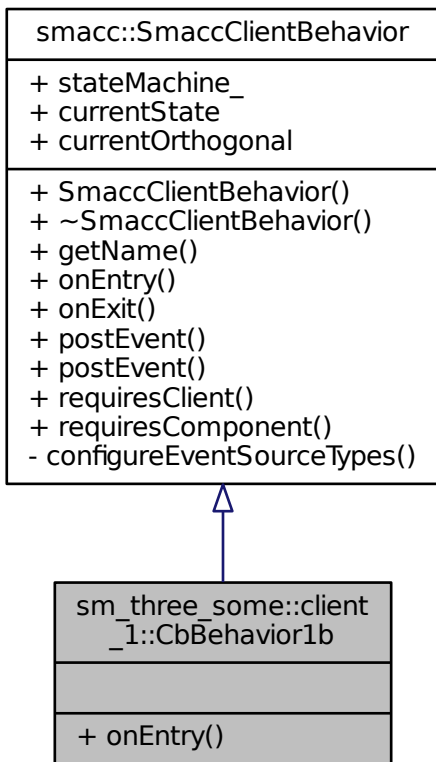 smacc::SmaccClientBehavior
+ stateMachine_
+ currentState
+ currentOrthogonal
+ SmaccClientBehavior()
+ ~SmaccClientBehavior()
+ getName()
+ onEntry()
+ onExit()
+ postEvent()
+ postEvent()
+ requiresClient()
+ requiresComponent()
- configureEventSourceTypes()
sm_three_some::client
_1::CbBehavior1b
+ onEntry()